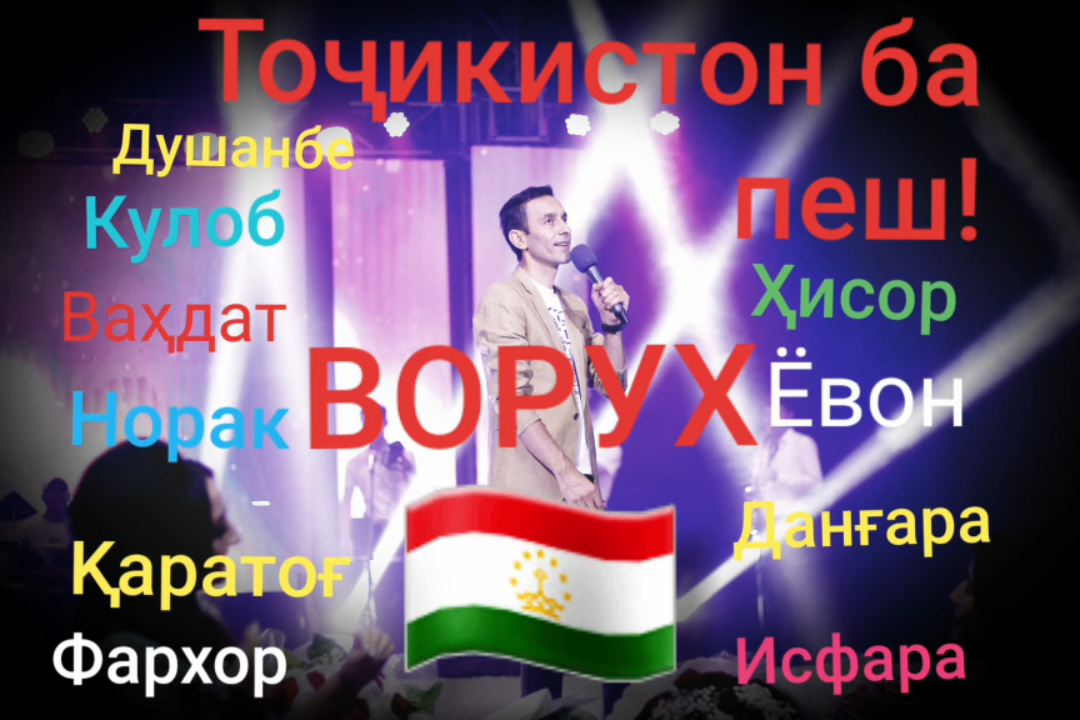 Тоҷикистон ба
пеш!
Душанбе
Кулоб
Ваҳдат
Норак
ВОРУХ
Ҳисор
Ёвон
Данғара
Қаратоғ
Фархор
Исфара